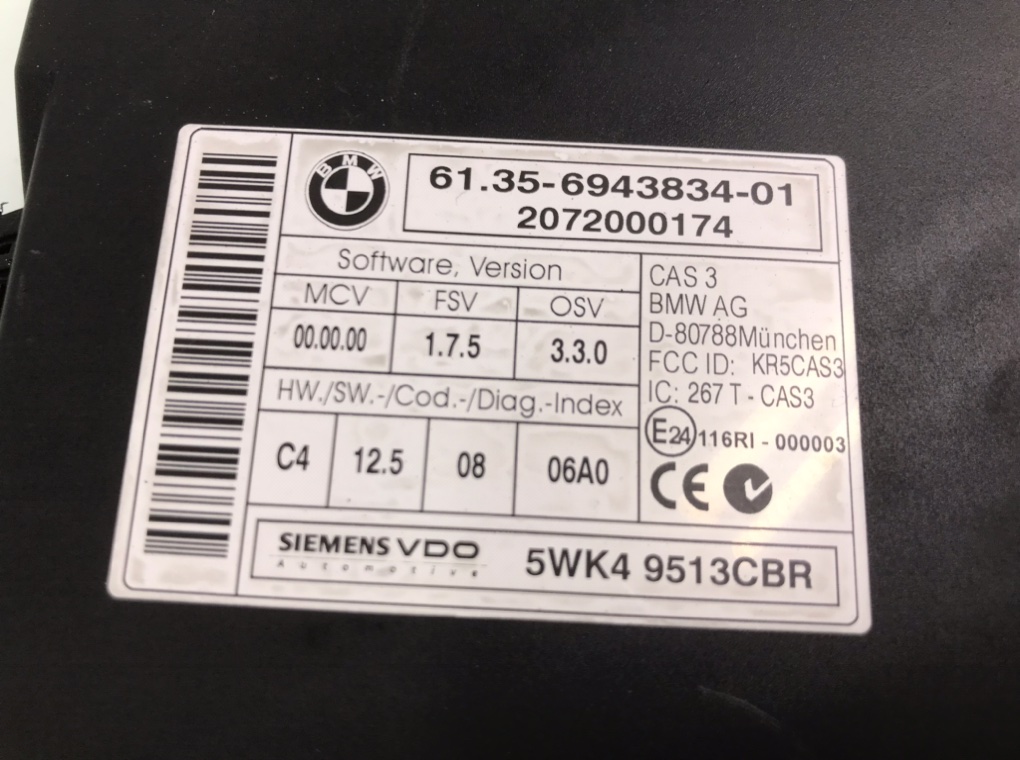 BMW
61.35-6943834-01
2072000174
Software, Version
MCV FSV OSV
00.00.00 1.7.5 3.3.0
HW./SW.-/Cod.-/Diag.-Index
C4 12.5 08 06A0
CAS 3
BMW AG
D-80788München
FCC ID: KR5CAS3
IC: 267 T - CAS3
E24 116RI - 000003
CE
SIEMENS VDO
Automotive
5WK4 9513CBR